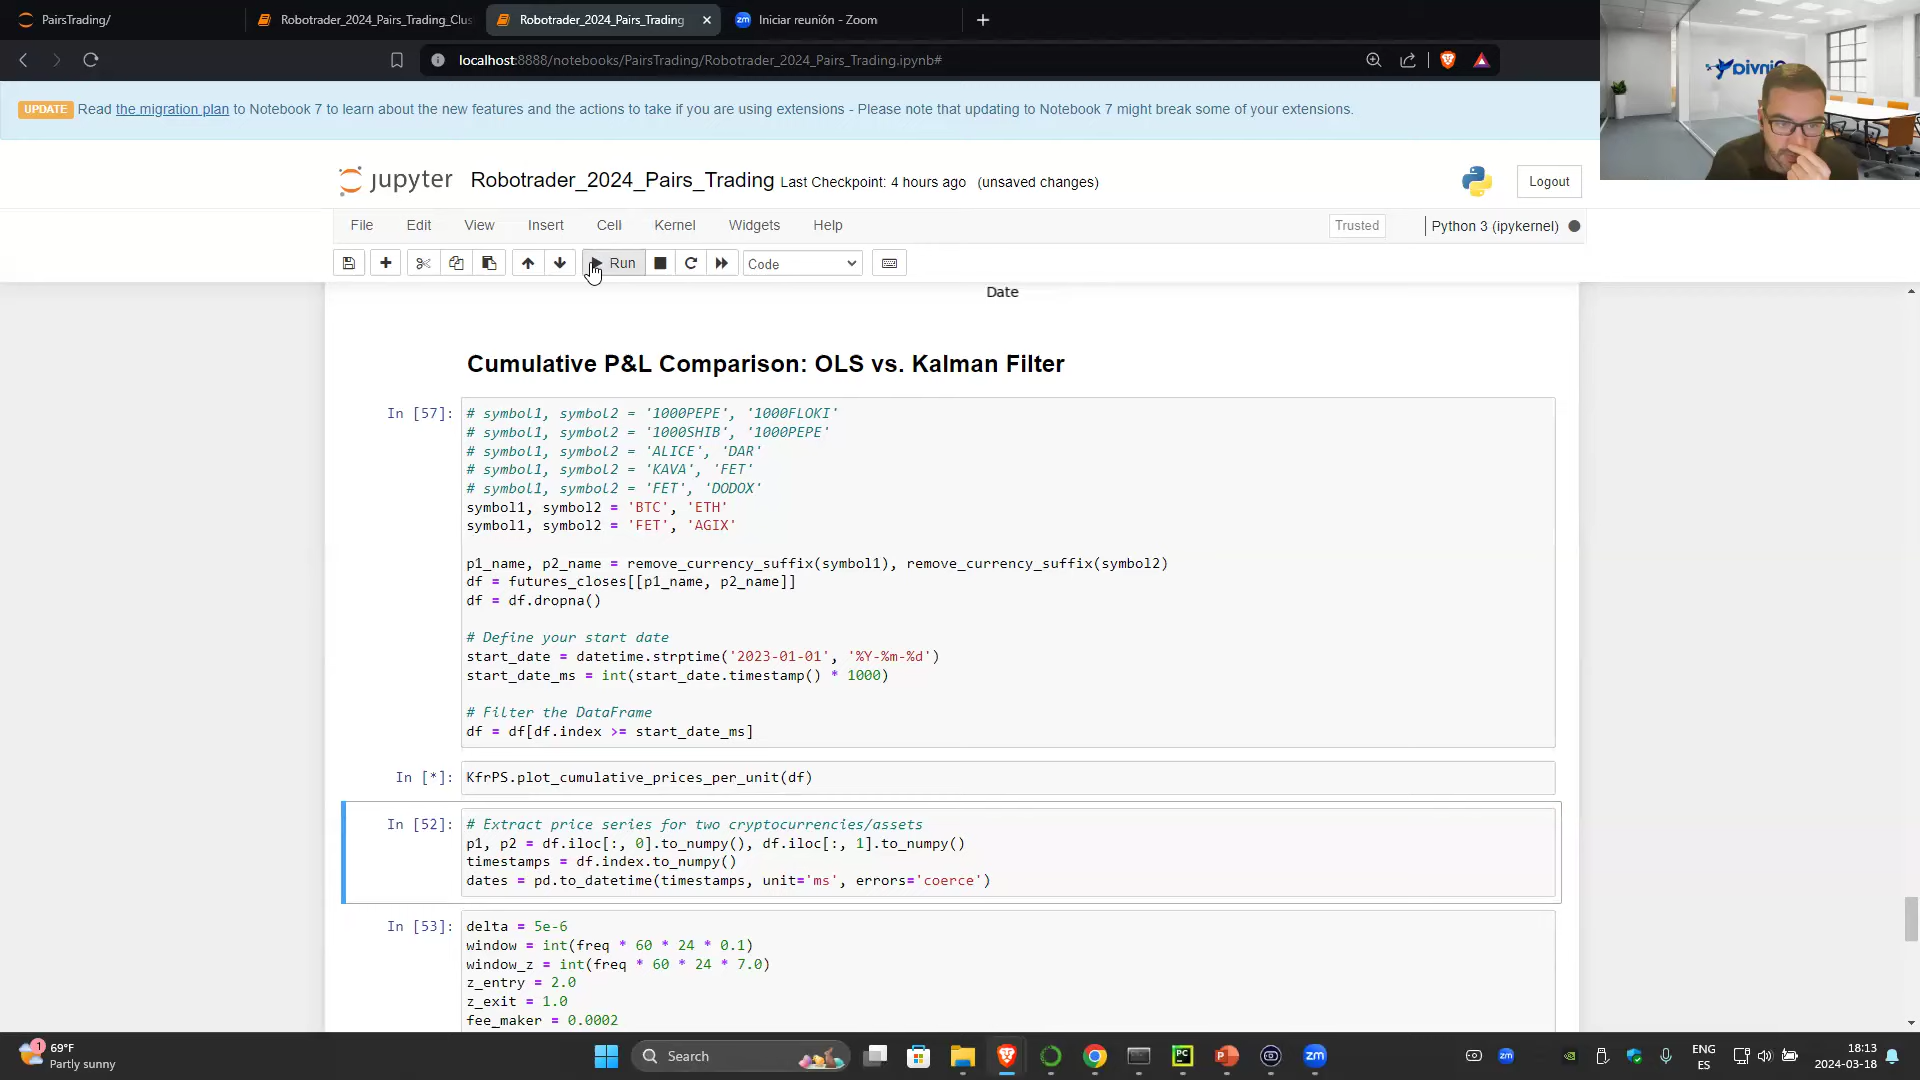 PairsTrading/
Robotrader_2024_Pairs_Trading_Clus
Robotrader_2024_Pairs_Trading
Iniciar reunión - Zoom
localhost:8888/notebooks/PairsTrading/Robotrader_2024_Pairs_Trading.ipynb#
UPDATE Read the migration plan to Notebook 7 to learn about the new features and the actions to take if you are using extensions - Please note that updating to Notebook 7 might break some of your extensions.
jupyter Robotrader_2024_Pairs_Trading Last Checkpoint: 4 hours ago (unsaved changes)
Logout
File Edit View Insert Cell Kernel Widgets Help
Trusted
Python 3 (ipykernel)
Run
Code
Date
Cumulative P&L Comparison: OLS vs. Kalman Filter
In [57]:
# symbol1, symbol2 = '1000PEPE', '1000FLOKI'
# symbol1, symbol2 = '1000SHIB', '1000PEPE'
# symbol1, symbol2 = 'ALICE', 'DAR'
# symbol1, symbol2 = 'KAVA', 'FET'
# symbol1, symbol2 = 'FET', 'DODOX'
symbol1, symbol2 = 'BTC', 'ETH'
symbol1, symbol2 = 'FET', 'AGIX'
p1_name, p2_name = remove_currency_suffix(symbol1), remove_currency_suffix(symbol2)
df = futures_closes[[p1_name, p2_name]]
df = df.dropna()
# Define your start date
start_date = datetime.strptime('2023-01-01', '%Y-%m-%d')
start_date_ms = int(start_date.timestamp() * 1000)
# Filter the DataFrame
df = df[df.index >= start_date_ms]
In [*]:
KfrPS.plot_cumulative_prices_per_unit(df)
In [52]:
# Extract price series for two cryptocurrencies/assets
p1, p2 = df.iloc[:, 0].to_numpy(), df.iloc[:, 1].to_numpy()
timestamps = df.index.to_numpy()
dates = pd.to_datetime(timestamps, unit='ms', errors='coerce')
In [53]:
delta = 5e-6
window = int(freq * 60 * 24 * 0.1)
window_z = int(freq * 60 * 24 * 7.0)
z_entry = 2.0
z_exit = 1.0
fee_maker = 0.0002
1
69°F
Partly sunny
Search
PC
zm
ENG
ES
18:13
2024-03-18